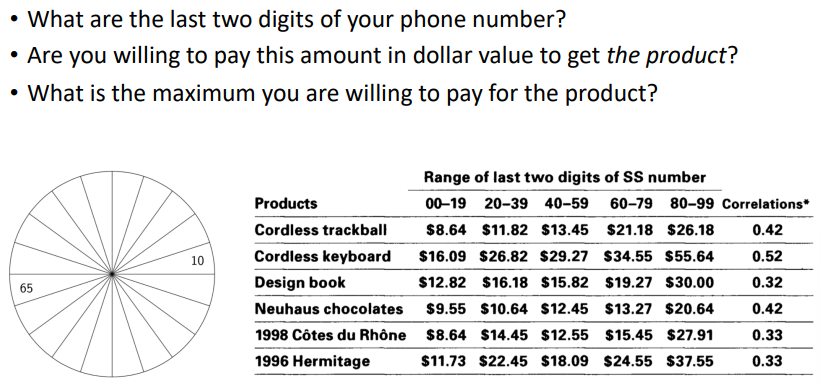 • What are the last two digits of your phone number?
• Are you willing to pay this amount in dollar value to get the product?
• What is the maximum you are willing to pay for the product?
10
65
Range of last two digits of SS number
Products 00–19 20–39 40–59 60–79 80–99 Correlations*
Cordless trackball $8.64 $11.82 $13.45 $21.18 $26.18 0.42
Cordless keyboard $16.09 $26.82 $29.27 $34.55 $55.64 0.52
Design book $12.82 $16.18 $15.82 $19.27 $30.00 0.32
Neuhaus chocolates $9.55 $10.64 $12.45 $13.27 $20.64 0.42
1998 Côtes du Rhône $8.64 $14.45 $12.55 $15.45 $27.91 0.33
1996 Hermitage $11.73 $22.45 $18.09 $24.55 $37.55 0.33